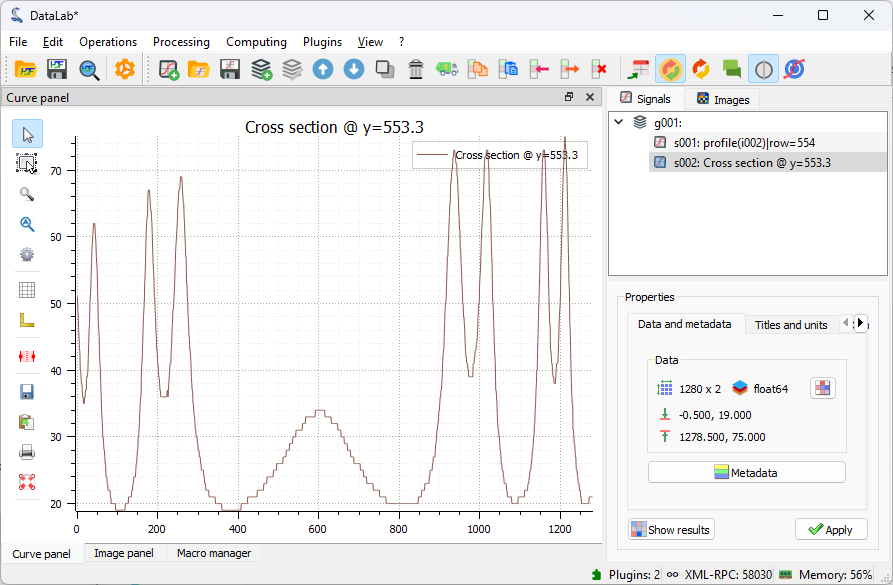 DataLab*
File Edit Operations Processing Computing Plugins View ?
Curve panel
Cross section @ y=553.3
Cross section @ y=553.3
70
60
50
40
30
20
0 200 400 600 800 1000 1200
Curve panel Image panel Macro manager
Signals Images
g001:
s001: profile(i002)|row=554
s002: Cross section @ y=553.3
Properties
Data and metadata Titles and units
Data
1280 x 2 float64
-0.500, 19.000
1278.500, 75.000
Metadata
Show results Apply
Plugins: 2 XML-RPC: 58030 Memory: 56%